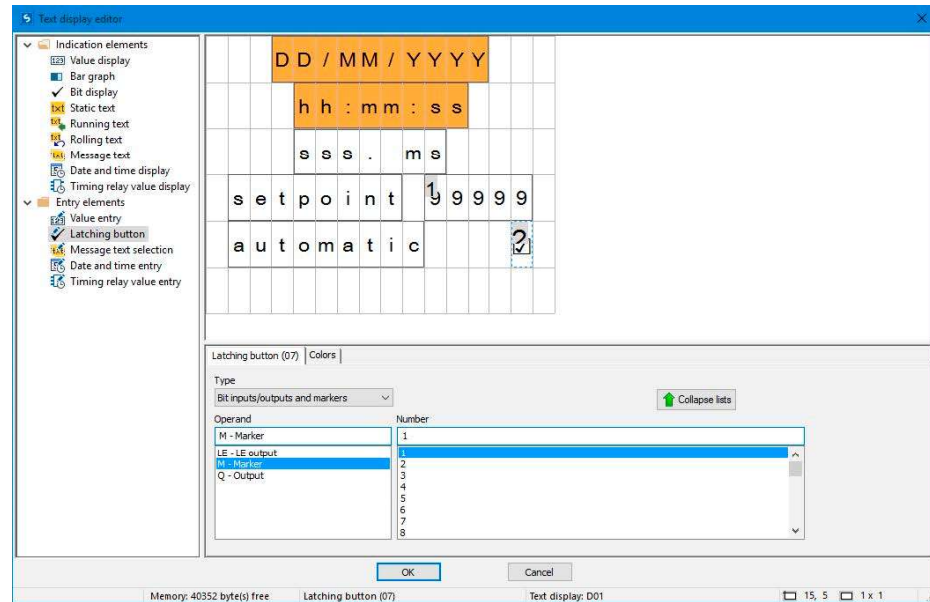 Text display editor
Indication elements
Value display
Bar graph
Bit display
Static text
Running text
Rolling text
Message text
Date and time display
Timing relay value display
Entry elements
Value entry
Latching button
Message text selection
Date and time entry
Timing relay value entry
DD/MM/YYYY
hh:mm:ss
sss. ms
setpoint 1 99999
automatic 2
Latching button (07) Colors
Type
Bit inputs/outputs and markers
Collapse lists
Operand Number
M - Marker 1
LE - LE output 1
M - Marker 2
Q - Output 3
4
5
6
7
8
OK Cancel
Memory: 40352 byte(s) free Latching button (07) Text display: D01 15, 5 1 x 1